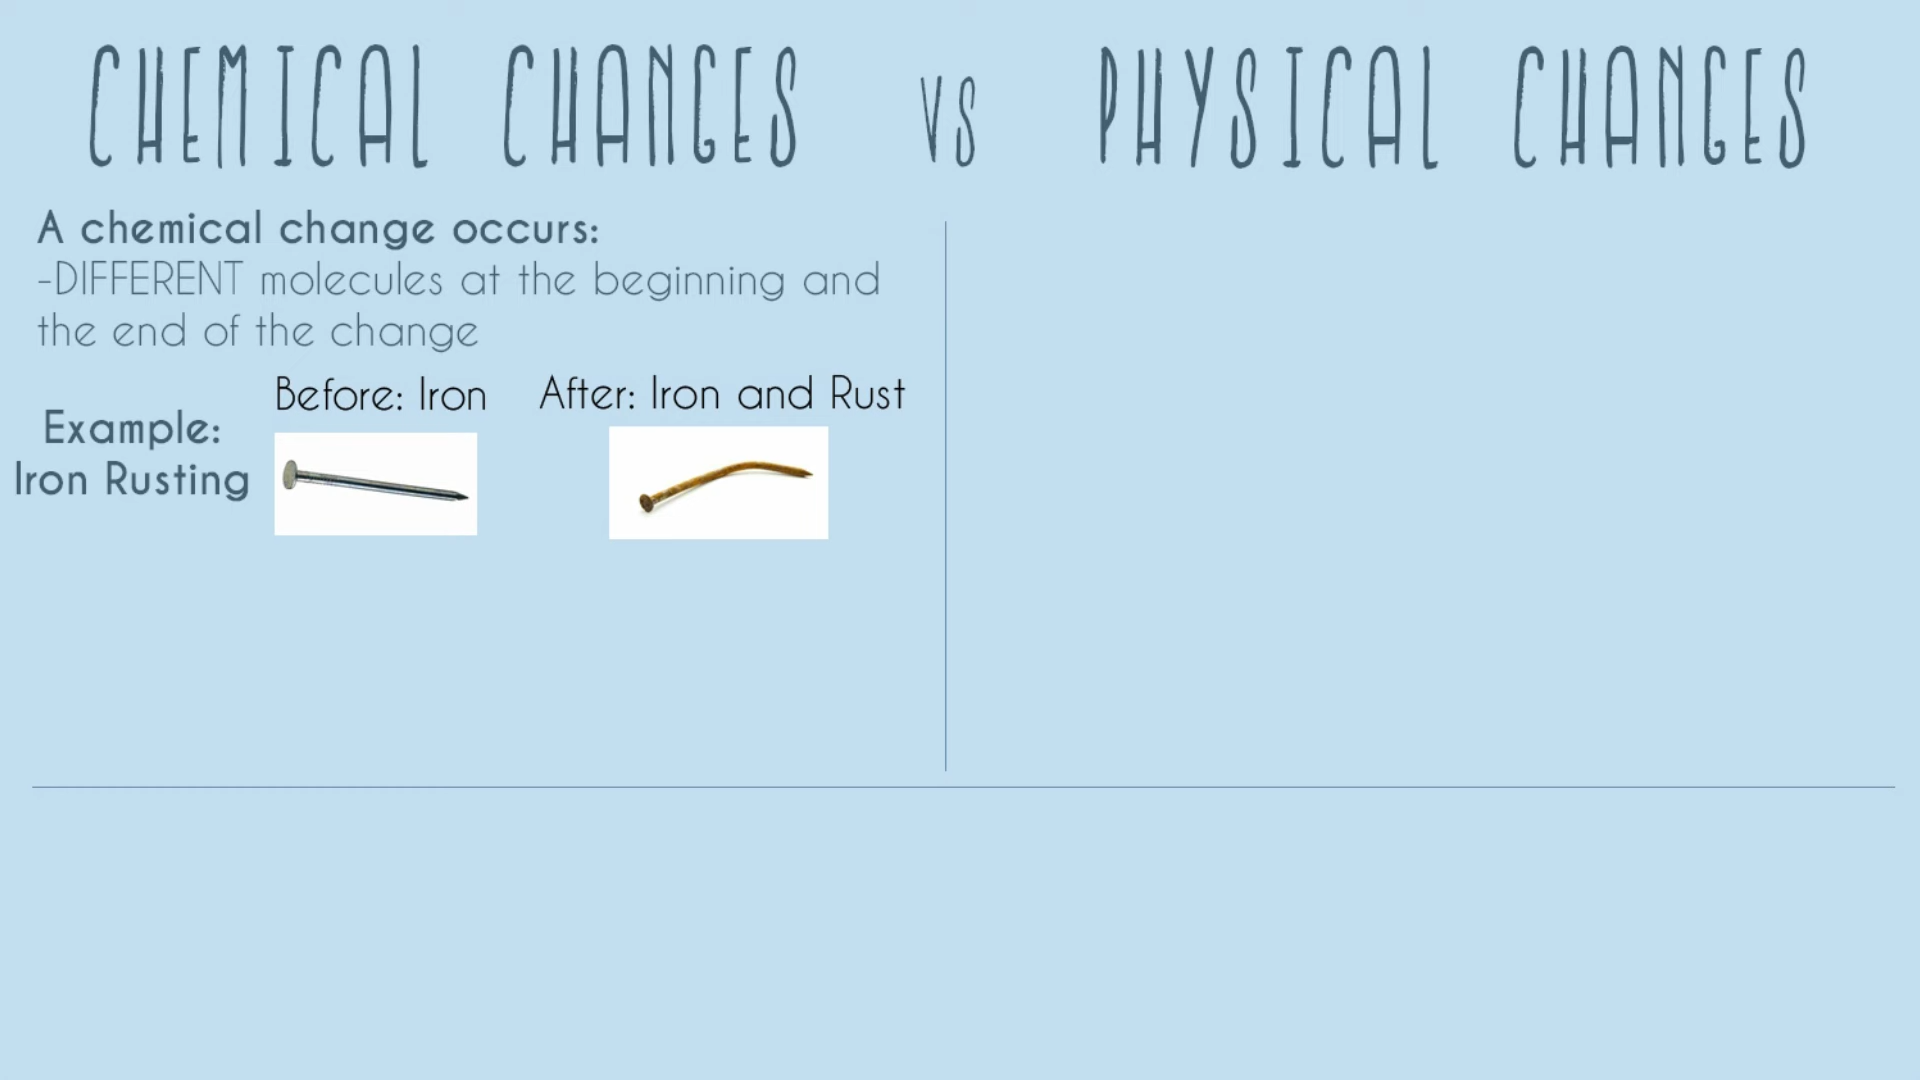 CHEMICAL CHANGES VS PHYSICAL CHANGES
A chemical change occurs:
-DIFFERENT molecules at the beginning and
the end of the change
Example:
Iron Rusting
Before: Iron
After: Iron and Rust